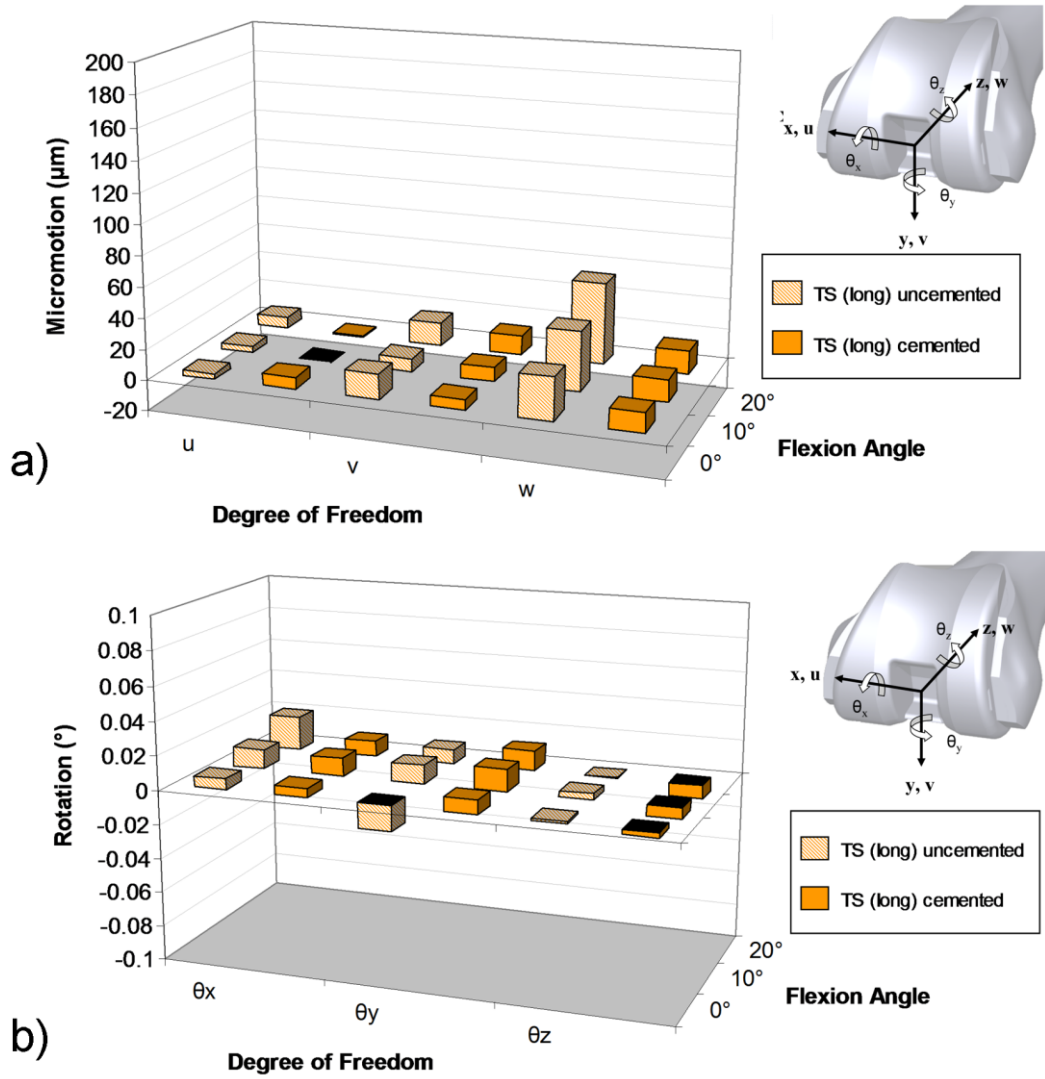 200
180
160
140
120
100
80
60
40
20
0
-20
Micromotion (µm)
u
v
w
Degree of Freedom
0°
10°
20°
Flexion Angle
a)
x, u
y, v
z, w
θx
θy
θz
TS (long) uncemented
TS (long) cemented
0.1
0.08
0.06
0.04
0.02
0
-0.02
-0.04
-0.06
-0.08
-0.1
Rotation (°)
θx
θy
θz
Degree of Freedom
0°
10°
20°
Flexion Angle
b)
x, u
y, v
z, w
θx
θy
θz
TS (long) uncemented
TS (long) cemented